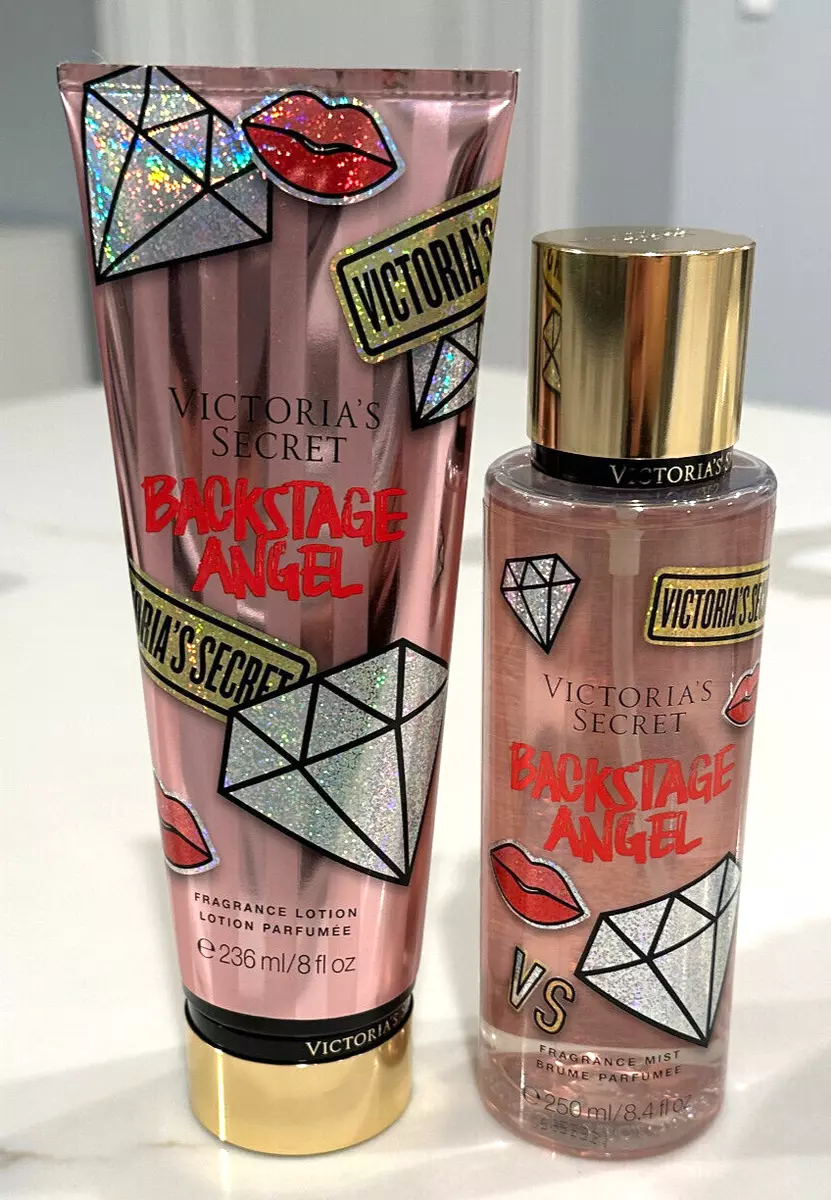 VICTORIA'S
VICTORIA'S
SECRET
BACKSTAGE
ANGEL
RIA'S SECRET
FRAGRANCE LOTION
LOTION PARFUMÉE
e 236 ml/8 fl oz
VICTORIA'S
VICTORIA'S S
VICTORIA'S SE
VICTORIA'S
SECRET
BACKSTAGE
ANGEL
VS
FRAGRANCE MIST
BRUME PARFUMÉE
e 250 ml/8.4 fl oz